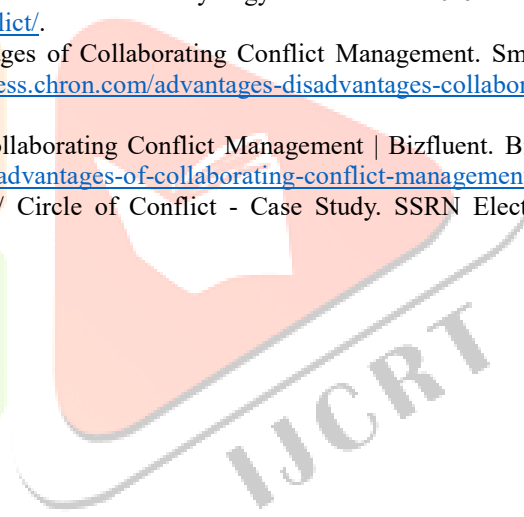 lict/.
ges of Collaborating Conflict Management. Sm
ess.chron.com/advantages-disadvantages-collabor
ollaborating Conflict Management | Bizfluent. B
advantages-of-collaborating-conflict-management
/ Circle of Conflict - Case Study. SSRN Elect
IJCRT